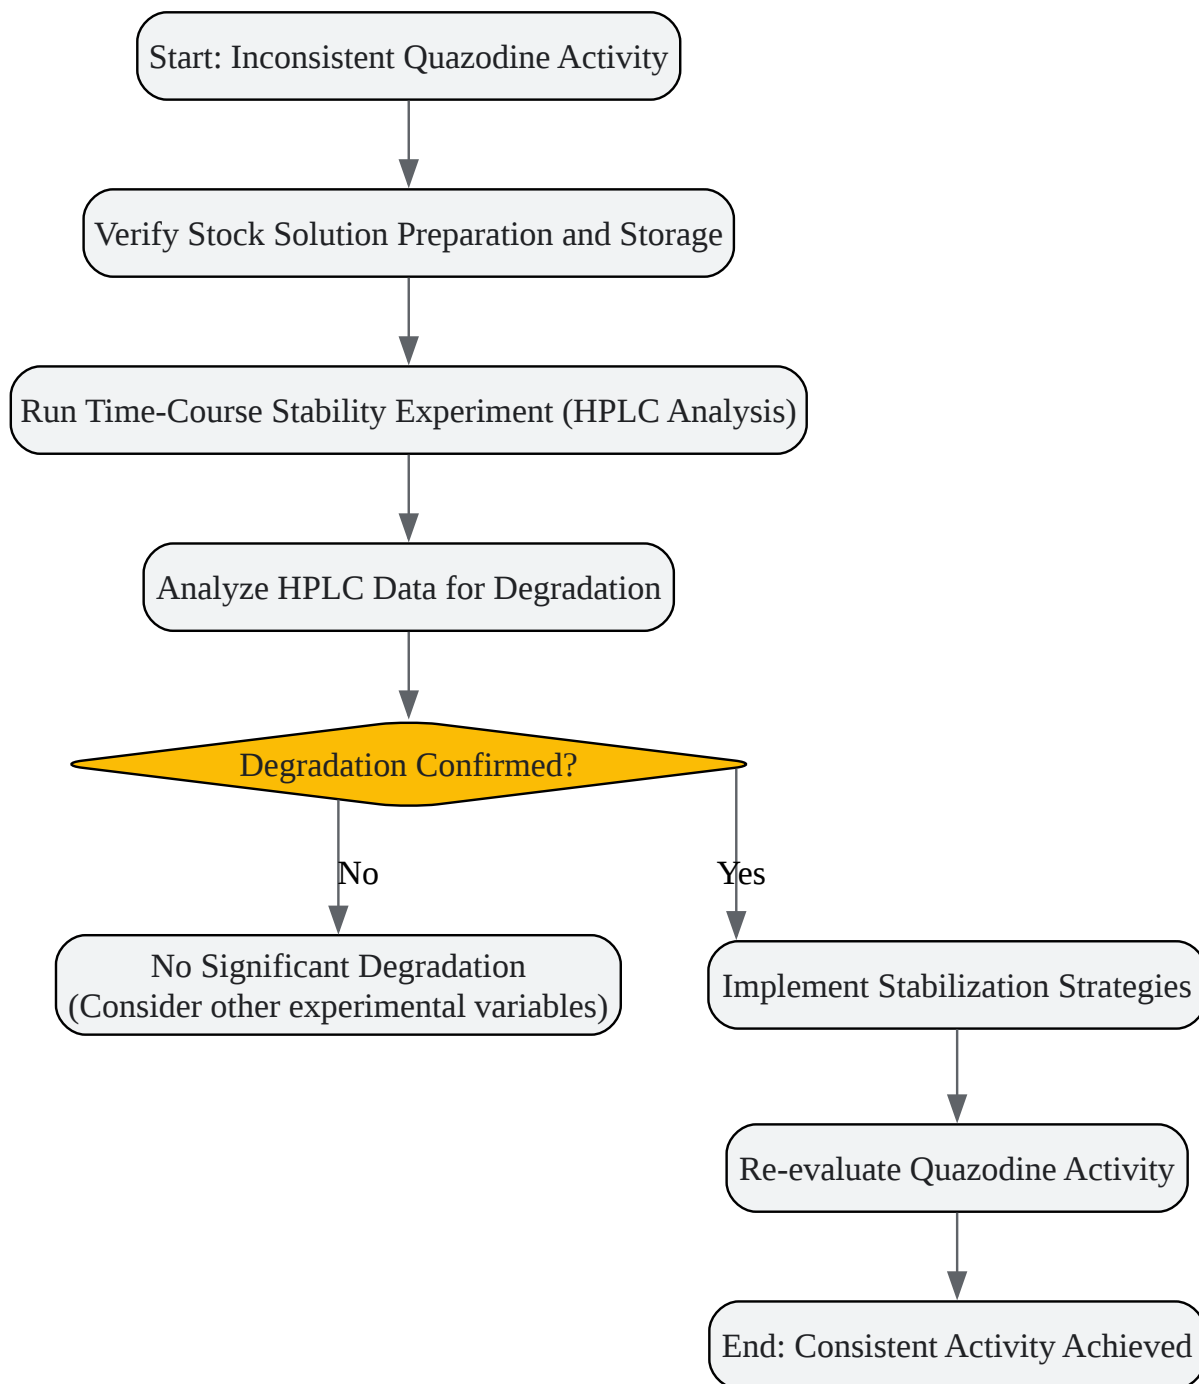 Start: Inconsistent Quazodine Activity
Verify Stock Solution Preparation and Storage
Run Time-Course Stability Experiment (HPLC Analysis)
Analyze HPLC Data for Degradation
Degradation Confirmed?
No
Yes
No Significant Degradation
(Consider other experimental variables)
Implement Stabilization Strategies
Re-evaluate Quazodine Activity
End: Consistent Activity Achieved